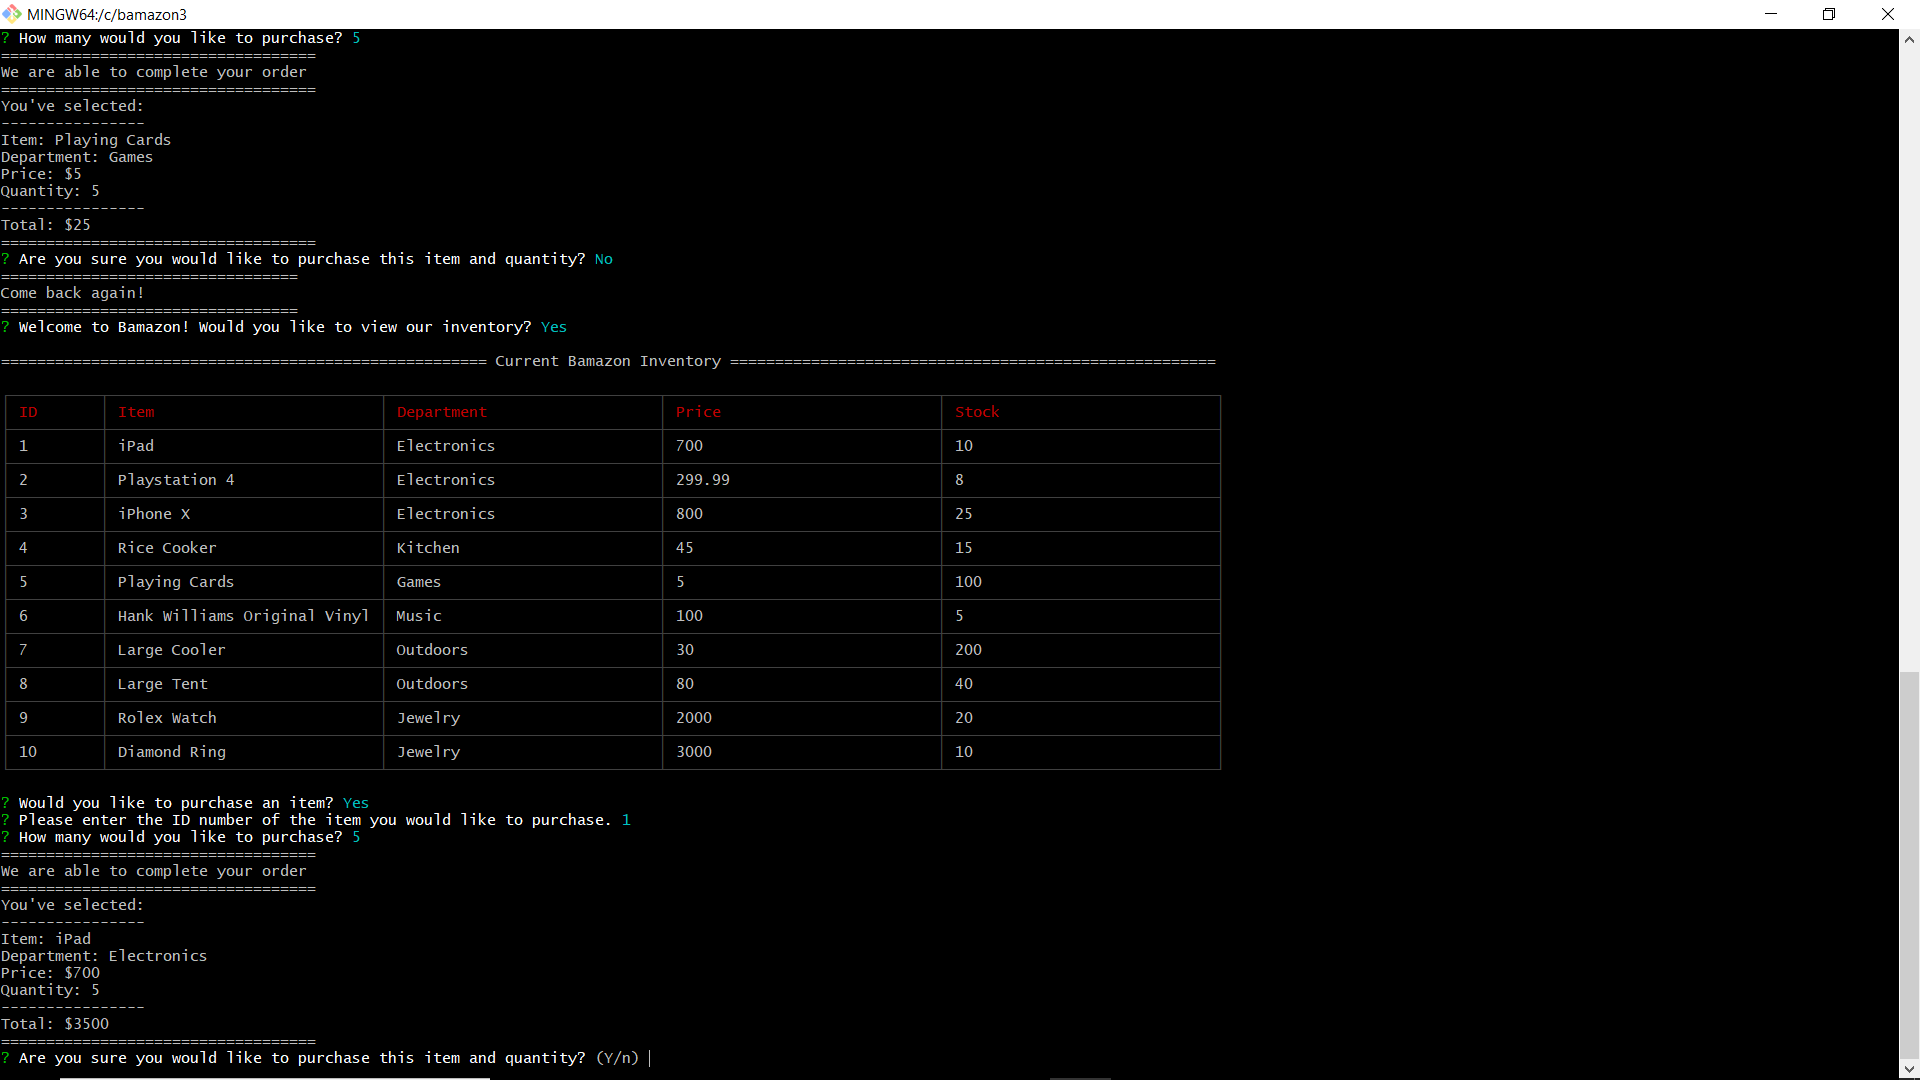 MINGW64:/c/bamazon3
? How many would you like to purchase? 5
===================================
We are able to complete your order
===================================
You've selected:
----------------
Item: Playing Cards
Department: Games
Price: $5
Quantity: 5
----------------
Total: $25
===================================
? Are you sure you would like to purchase this item and quantity? No
=================================
Come back again!
=================================
? Welcome to Bamazon! Would you like to view our inventory? Yes
====================================================== Current Bamazon Inventory ======================================================
ID Item Department Price Stock
1 iPad Electronics 700 10
2 Playstation 4 Electronics 299.99 8
3 iPhone X Electronics 800 25
4 Rice Cooker Kitchen 45 15
5 Playing Cards Games 5 100
6 Hank Williams Original Vinyl Music 100 5
7 Large Cooler Outdoors 30 200
8 Large Tent Outdoors 80 40
9 Rolex Watch Jewelry 2000 20
10 Diamond Ring Jewelry 3000 10
? Would you like to purchase an item? Yes
? Please enter the ID number of the item you would like to purchase. 1
? How many would you like to purchase? 5
===================================
We are able to complete your order
===================================
You've selected:
----------------
Item: iPad
Department: Electronics
Price: $700
Quantity: 5
----------------
Total: $3500
===================================
? Are you sure you would like to purchase this item and quantity? (Y/n)